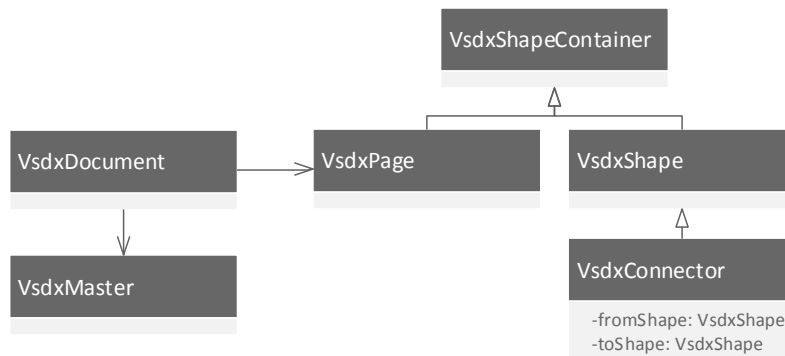 VsdxShapeContainer
VsdxDocument
VsdxPage
VsdxShape
VsdxMaster
VsdxConnector
-fromShape: VsdxShape
-toShape: VsdxShape